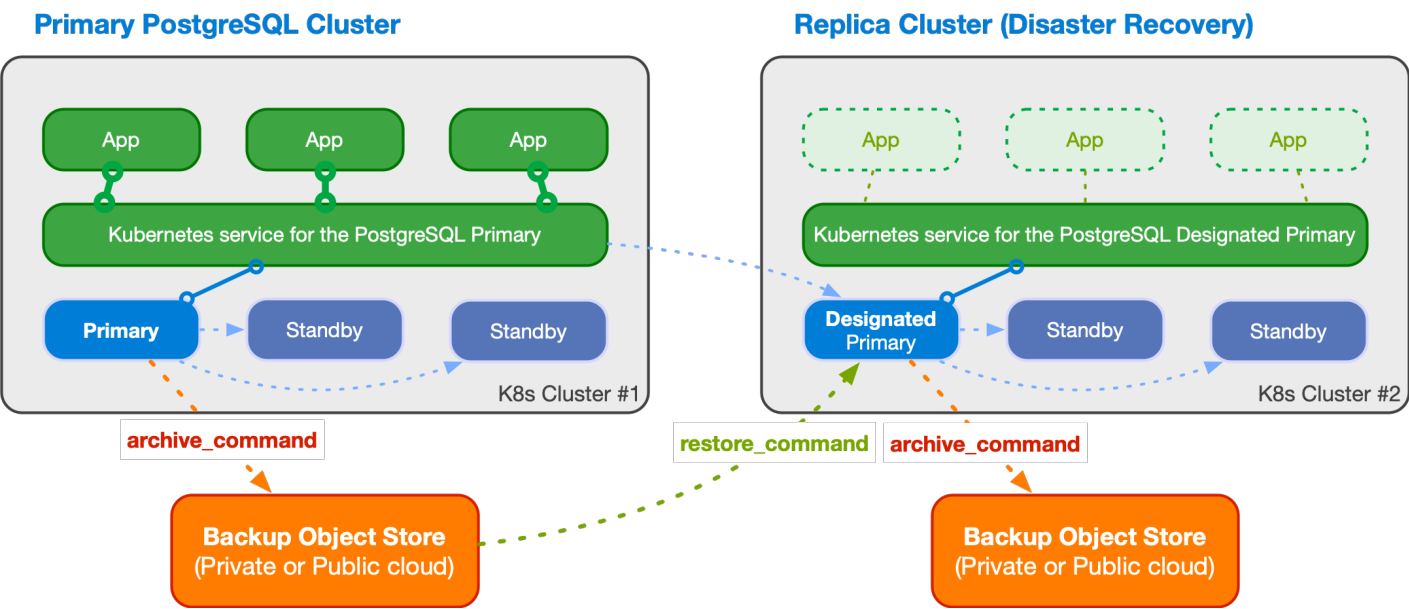 Primary PostgreSQL Cluster
Replica Cluster (Disaster Recovery)
App
App
App
Kubernetes service for the PostgreSQL Primary
Primary
Standby
Standby
K8s Cluster #1
App
App
App
Kubernetes service for the PostgreSQL Designated Primary
Designated
Primary
Standby
Standby
K8s Cluster #2
archive_command
restore_command
archive_command
Backup Object Store
(Private or Public cloud)
Backup Object Store
(Private or Public cloud)